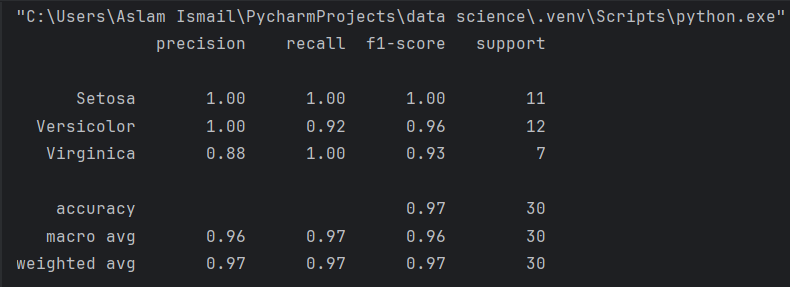 "C:\Users\Aslam Ismail\PycharmProjects\data science\.venv\Scripts\python.exe"
precision recall f1-score support
Setosa 1.00 1.00 1.00 11
Versicolor 1.00 0.92 0.96 12
Virginica 0.88 1.00 0.93 7
accuracy 0.97 30
macro avg 0.96 0.97 0.96 30
weighted avg 0.97 0.97 0.97 30